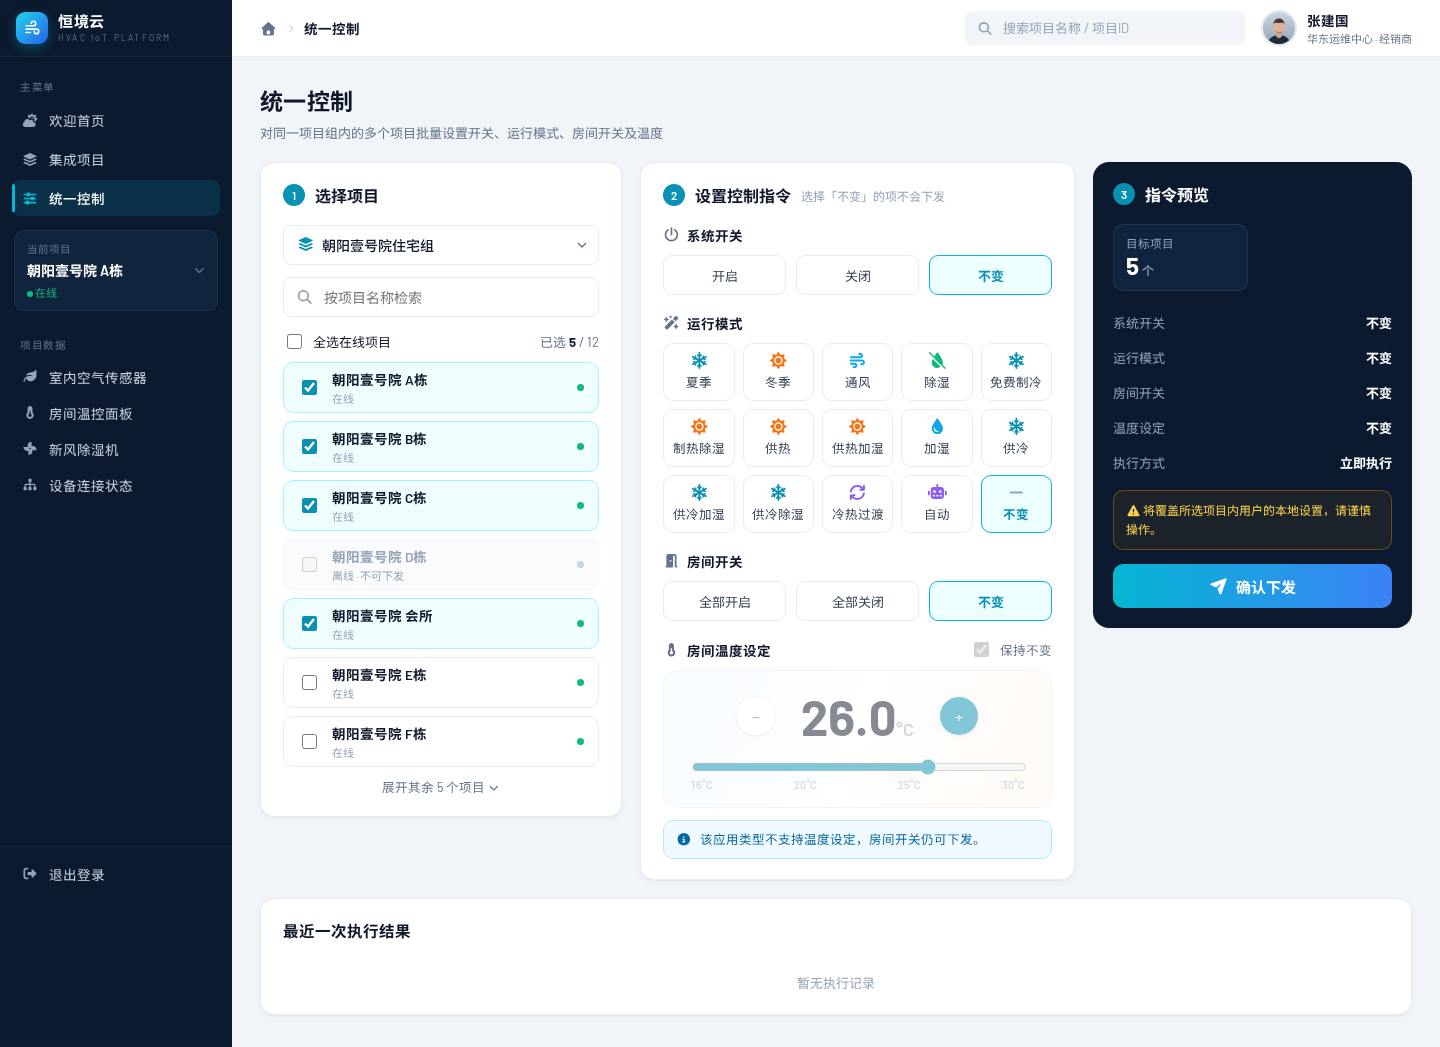 恒境云
HVAC IoT PLATFORM
主菜单
欢迎首页
集成项目
统一控制
当前项目
朝阳壹号院 A栋
在线
项目数据
室内空气传感器
房间温控面板
新风除湿机
设备连接状态
退出登录
统一控制
搜索项目名称 / 项目ID
张建国
华东运维中心 · 经销商
统一控制
对同一项目组内的多个项目批量设置开关、运行模式、房间开关及温度
1 选择项目
朝阳壹号院住宅组
按项目名称检索
全选在线项目 已选 5 / 12
朝阳壹号院 A栋
在线
朝阳壹号院 B栋
在线
朝阳壹号院 C栋
在线
朝阳壹号院 D栋
离线 · 不可下发
朝阳壹号院 会所
在线
朝阳壹号院 E栋
在线
朝阳壹号院 F栋
在线
展开其余 5 个项目
2 设置控制指令 选择「不变」的项不会下发
系统开关
开启 关闭 不变
运行模式
夏季 冬季 通风 除湿 免费制冷
制热除湿 供热 供热加湿 加湿 供冷
供冷加湿 供冷除湿 冷热过渡 自动 不变
房间开关
全部开启 全部关闭 不变
房间温度设定 保持不变
− 26.0°C +
16°C 20°C 25°C 30°C
该应用类型不支持温度设定，房间开关仍可下发。
3 指令预览
目标项目
5 个
系统开关 不变
运行模式 不变
房间开关 不变
温度设定 不变
执行方式 立即执行
将覆盖所选项目内用户的本地设置，请谨慎
操作。
确认下发
最近一次执行结果
暂无执行记录